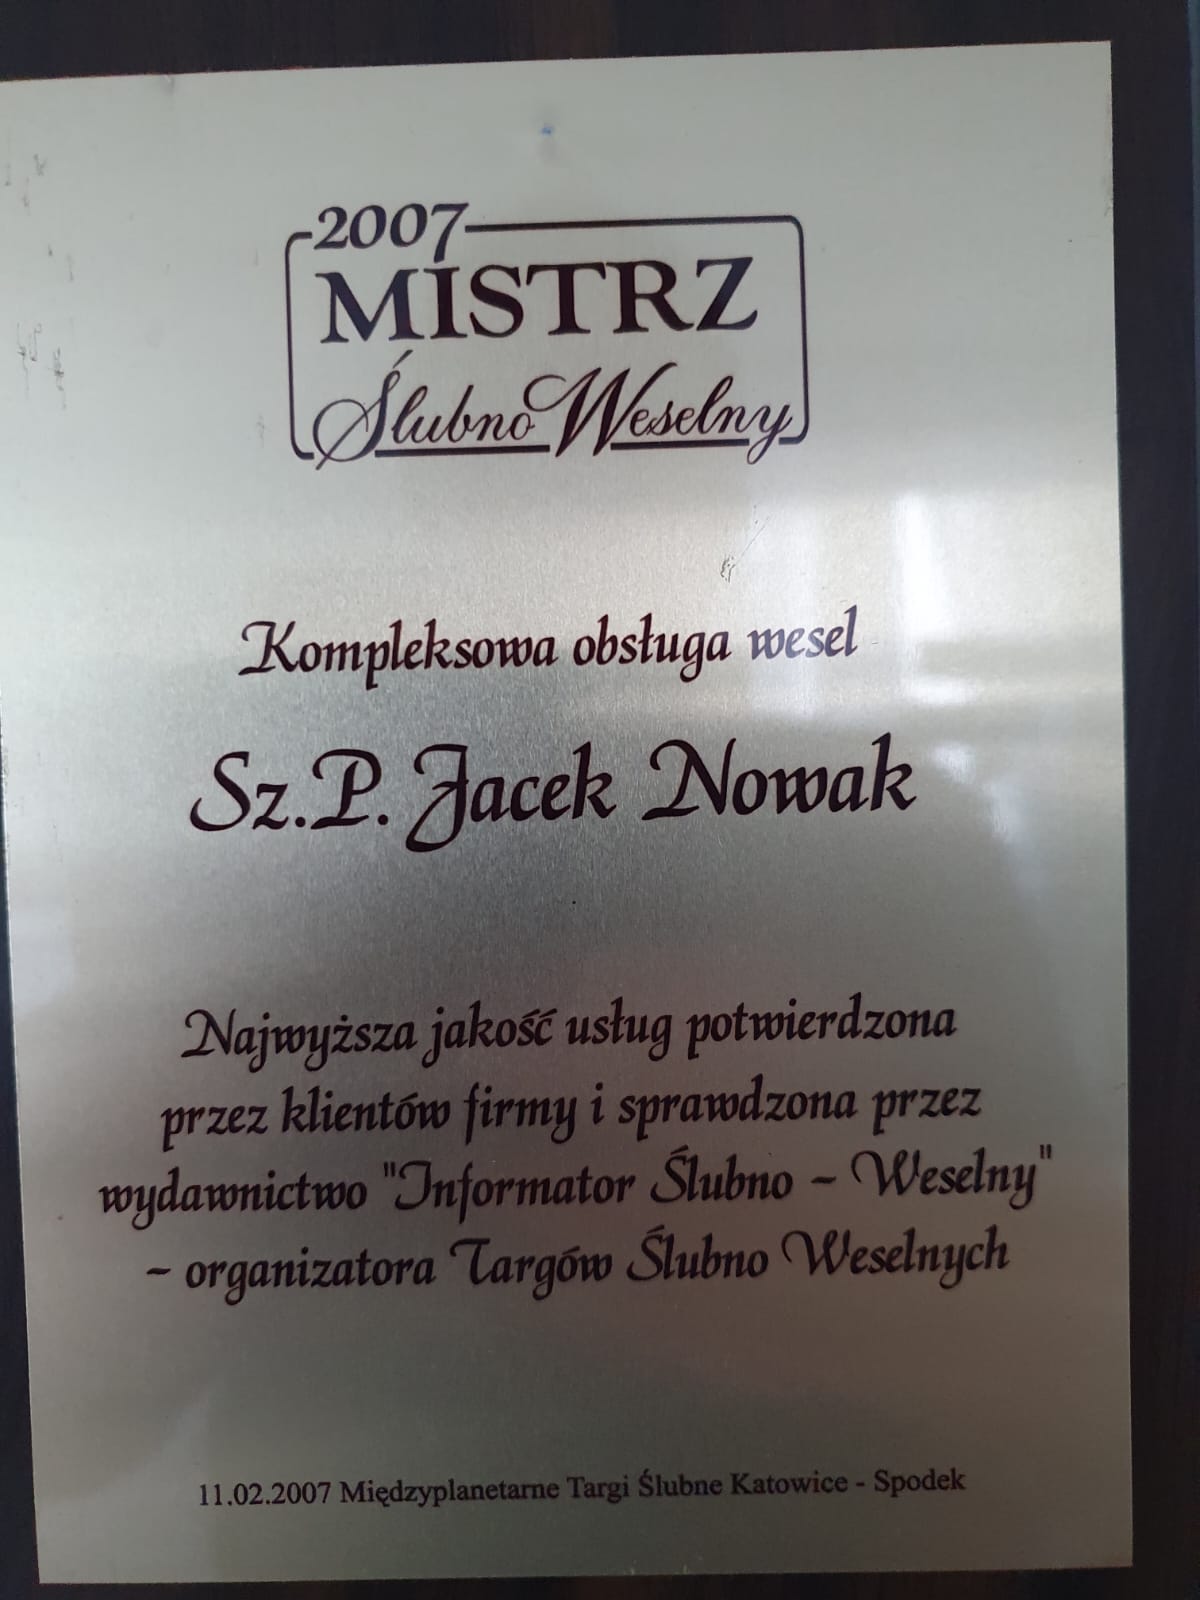 2007
MISTRZ
Ślubno Weselny
Kompleksowa obsługa wesel
Sz.P. Jacek Nowak
Najwyższa jakość usług potwierdzona
przez klientów firmy i sprawdzona przez
wydawnictwo "Informator Ślubno - Weselny"
- organizatora Targów Ślubno Weselnych
11.02.2007 Międzyplanetarne Targi Ślubne Katowice - Spodek